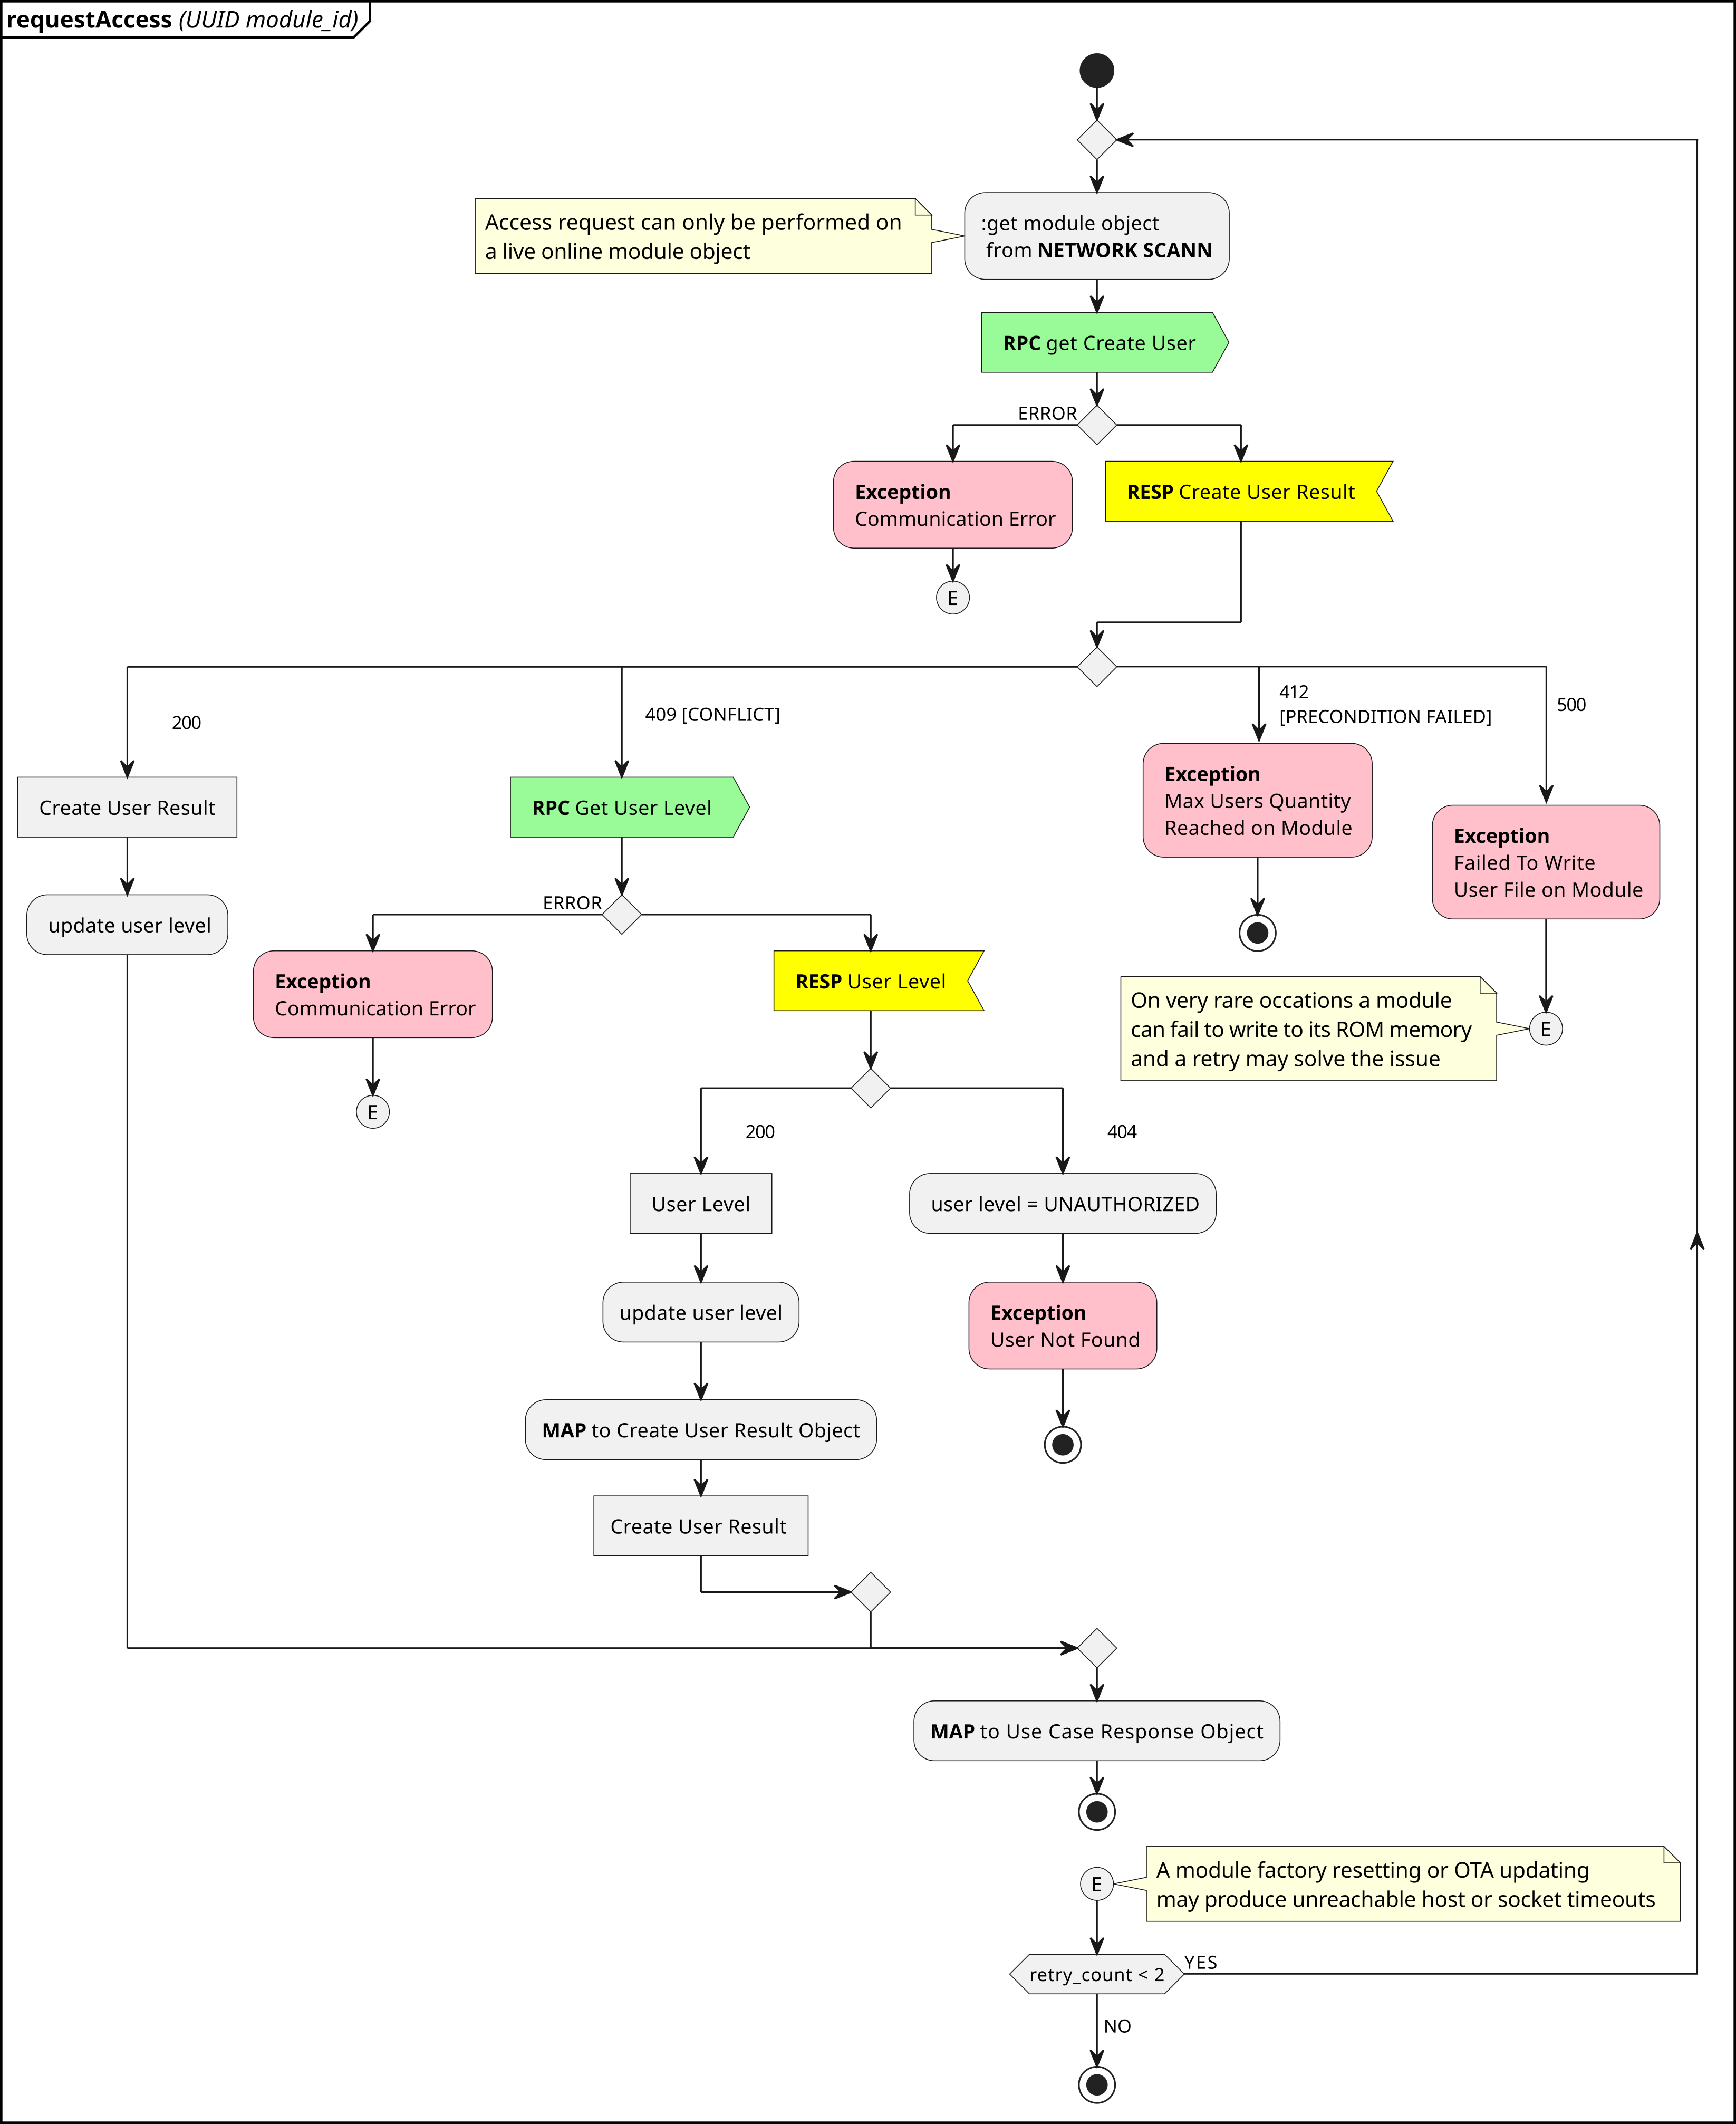 requestAccess (UUID module_id)
Access request can only be performed on
a live online module object
:get module object
from NETWORK SCANN
RPC get Create User
ERROR
Exception
Communication Error
RESP Create User Result
E
200
409 [CONFLICT]
412
[PRECONDITION FAILED]
500
Create User Result
RPC Get User Level
Exception
Max Users Quantity
Reached on Module
Exception
Failed To Write
User File on Module
update user level
ERROR
Exception
Communication Error
RESP User Level
On very rare occations a module
can fail to write to its ROM memory
and a retry may solve the issue
E
E
200
404
User Level
user level = UNAUTHORIZED
update user level
Exception
User Not Found
MAP to Create User Result Object
Create User Result
MAP to Use Case Response Object
E
A module factory resetting or OTA updating
may produce unreachable host or socket timeouts
retry_count < 2
YES
NO